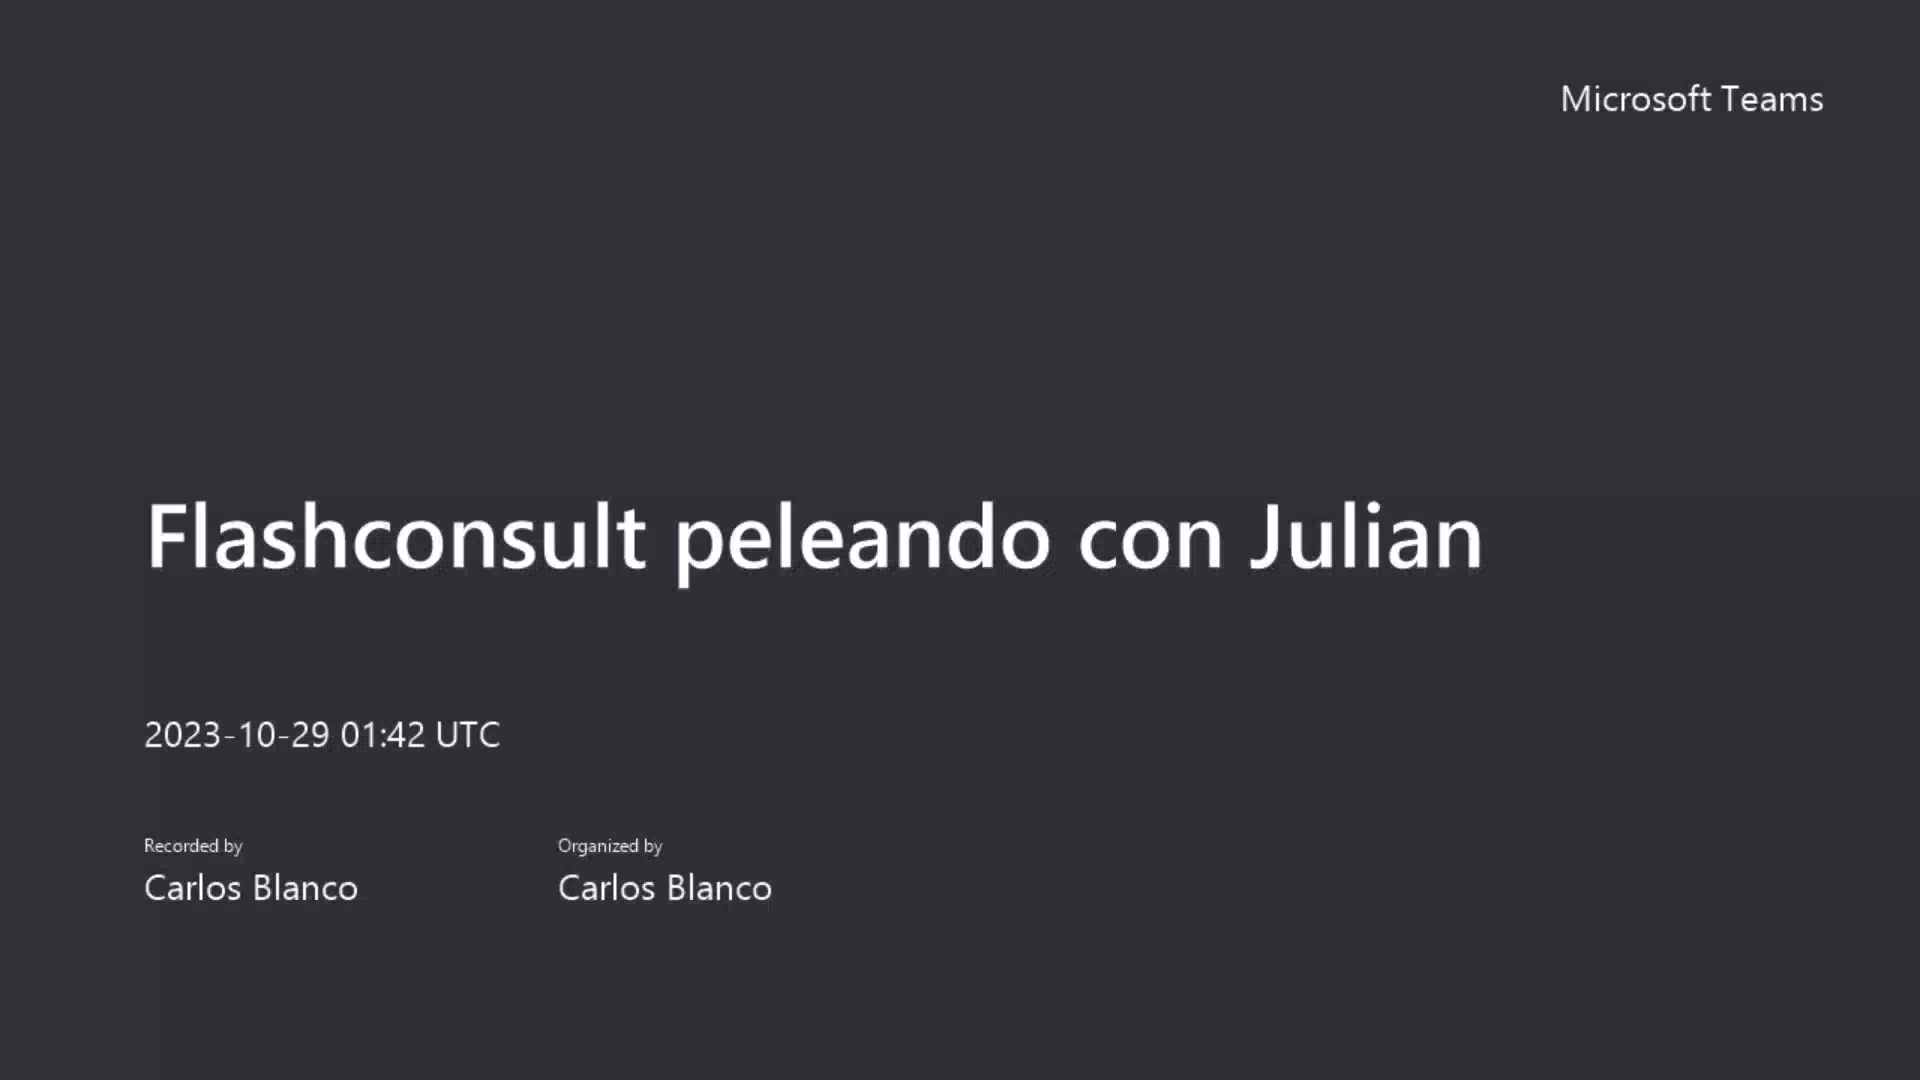 Microsoft Teams
Flashconsult peleando con Julian
2023-10-29 01:42 UTC
Recorded by
Organized by
Carlos Blanco
Carlos Blanco